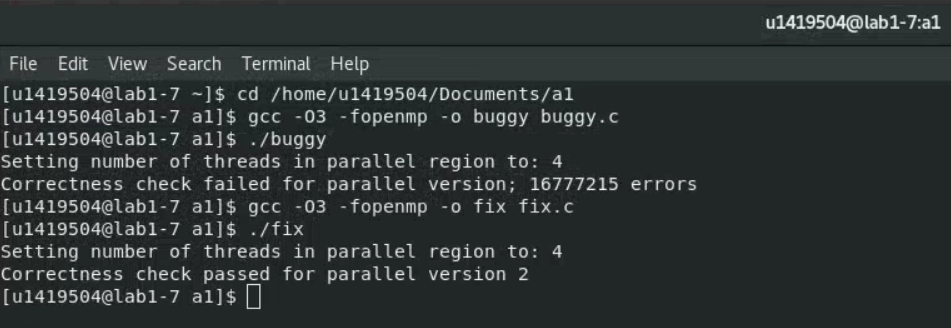 u1419504@lab1-7:a1
File Edit View Search Terminal Help
[u1419504@lab1-7 ~]$ cd /home/u1419504/Documents/a1
[u1419504@lab1-7 a1]$ gcc -O3 -fopenmp -o buggy buggy.c
[u1419504@lab1-7 a1]$ ./buggy
Setting number of threads in parallel region to: 4
Correctness check failed for parallel version; 16777215 errors
[u1419504@lab1-7 a1]$ gcc -O3 -fopenmp -o fix fix.c
[u1419504@lab1-7 a1]$ ./fix
Setting number of threads in parallel region to: 4
Correctness check passed for parallel version 2
[u1419504@lab1-7 a1]$